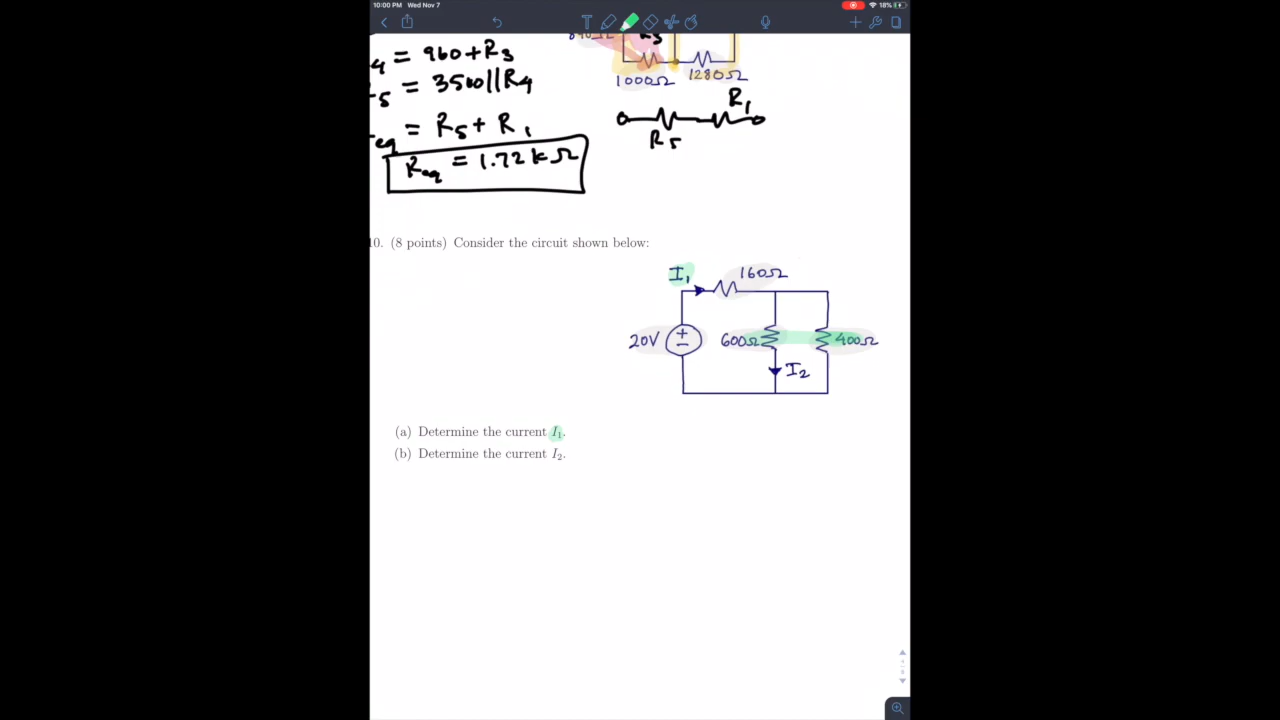 10:00 PM Wed Nov 7
18%
= 960 + R3
= 3500 || R4
= R5 + R1
Req = 1.72 kΩ
R3
1000Ω
1280Ω
R1
R5
10. (8 points) Consider the circuit shown below:
I1
160Ω
20V
+
−
600Ω
400Ω
I2
(a) Determine the current I1.
(b) Determine the current I2.